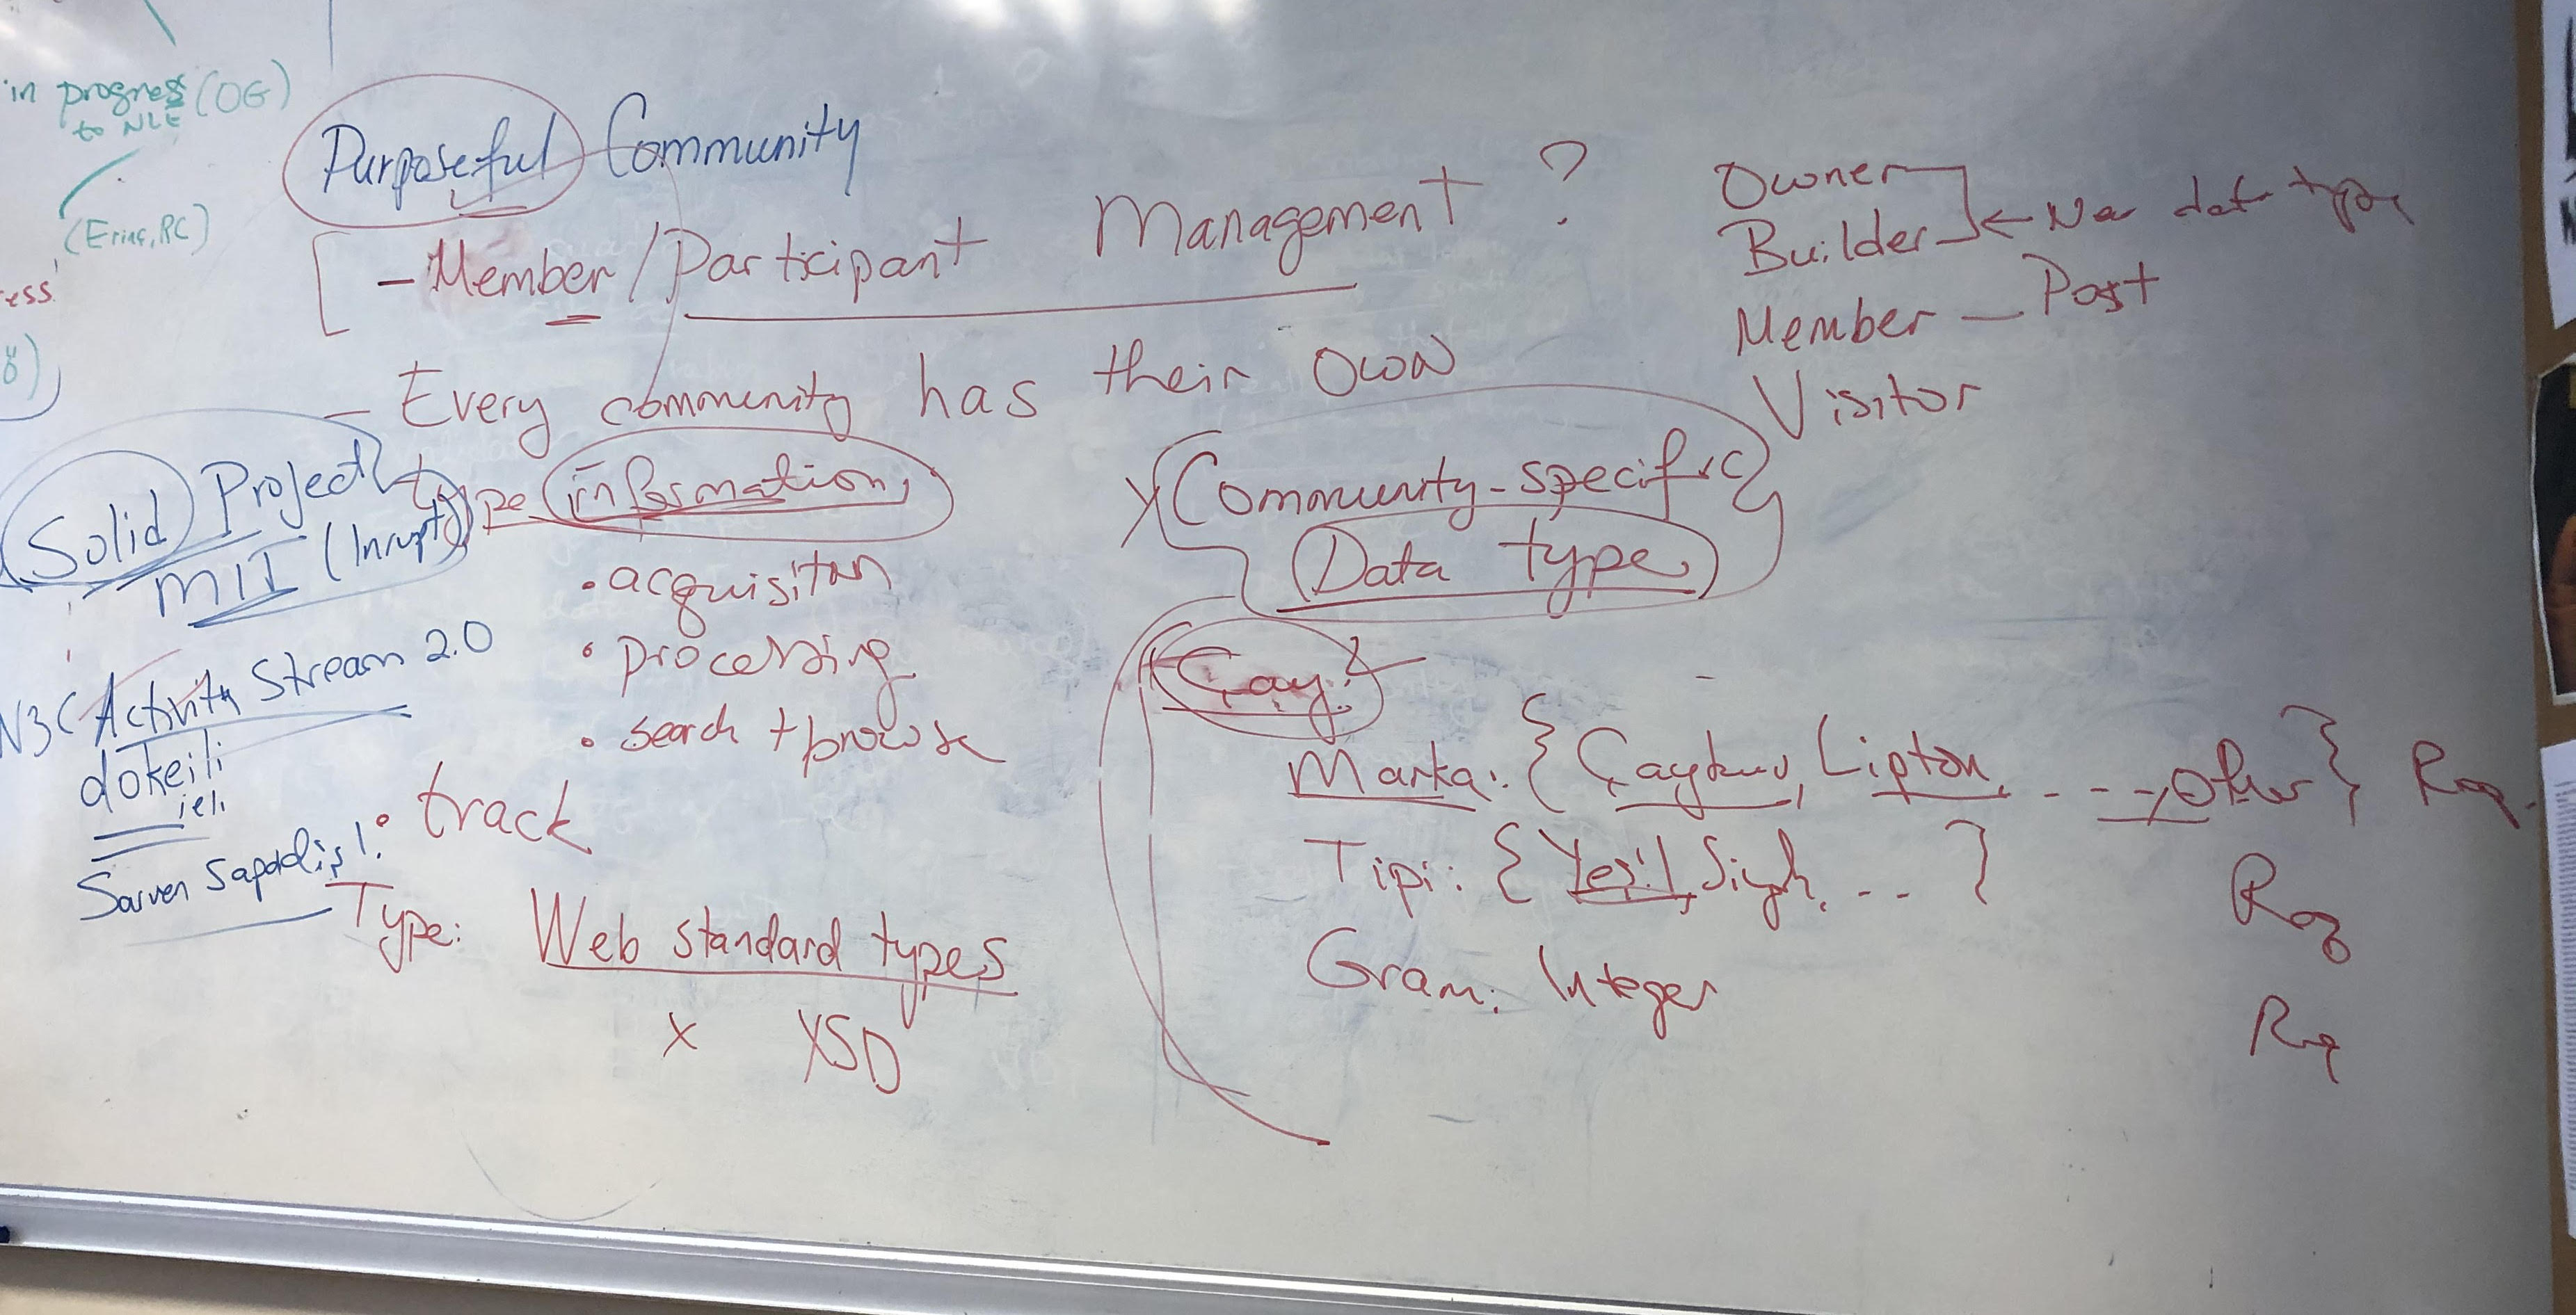 in progress (OG)
to NLE
(Erinç, RC)
ess
Purposeful Community
- Member/Participant Management ?
- Every community has their own
type information
• acquisiton
• processing
• search + browse
• track
Type: Web standard types
x XSD
Solid Project
MIT (Inrupt)
W3C Activity Stream 2.0
dokeili
ieli
Sarven Sapadlisl.
Owner
Builder ← New data type
Member - Post
Visitor
Community-specific
Data type
Çay
Marka: { Çaykur, Lipton, ----, Other } Req.
Tipi: { Yeşil, Siyah, -- } Req
Gram: Integer Req